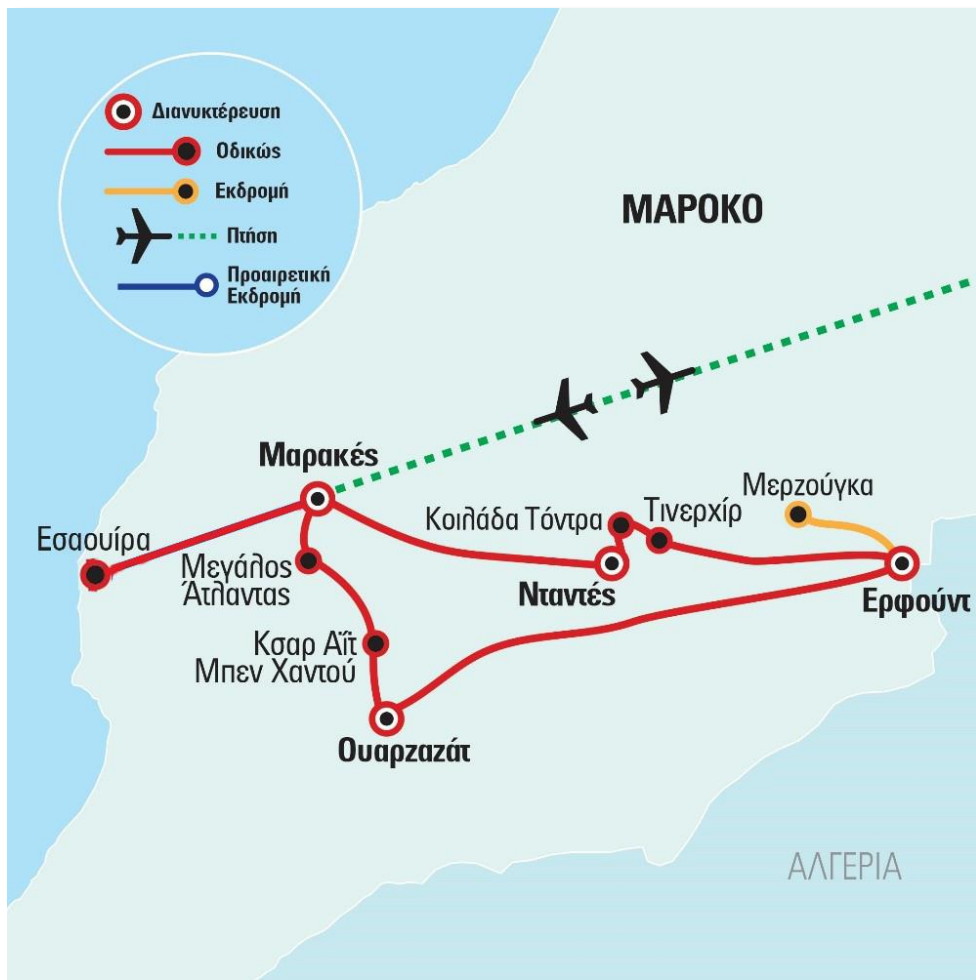 Διανυκτέρευση
Οδικώς
Εκδρομή
Πτήση
Προαιρετική
Εκδρομή
ΜΑΡΟΚΟ
Μαρακές
Εσαουίρα
Μεγάλος
Άτλαντας
Κσαρ Αΐτ
Μπεν Χαντού
Ουαρζαζάτ
Κοιλάδα Τόντρα
Τινερχίρ
Νταντές
Μερζούγκα
Ερφούντ
ΑΛΓΕΡΙΑ